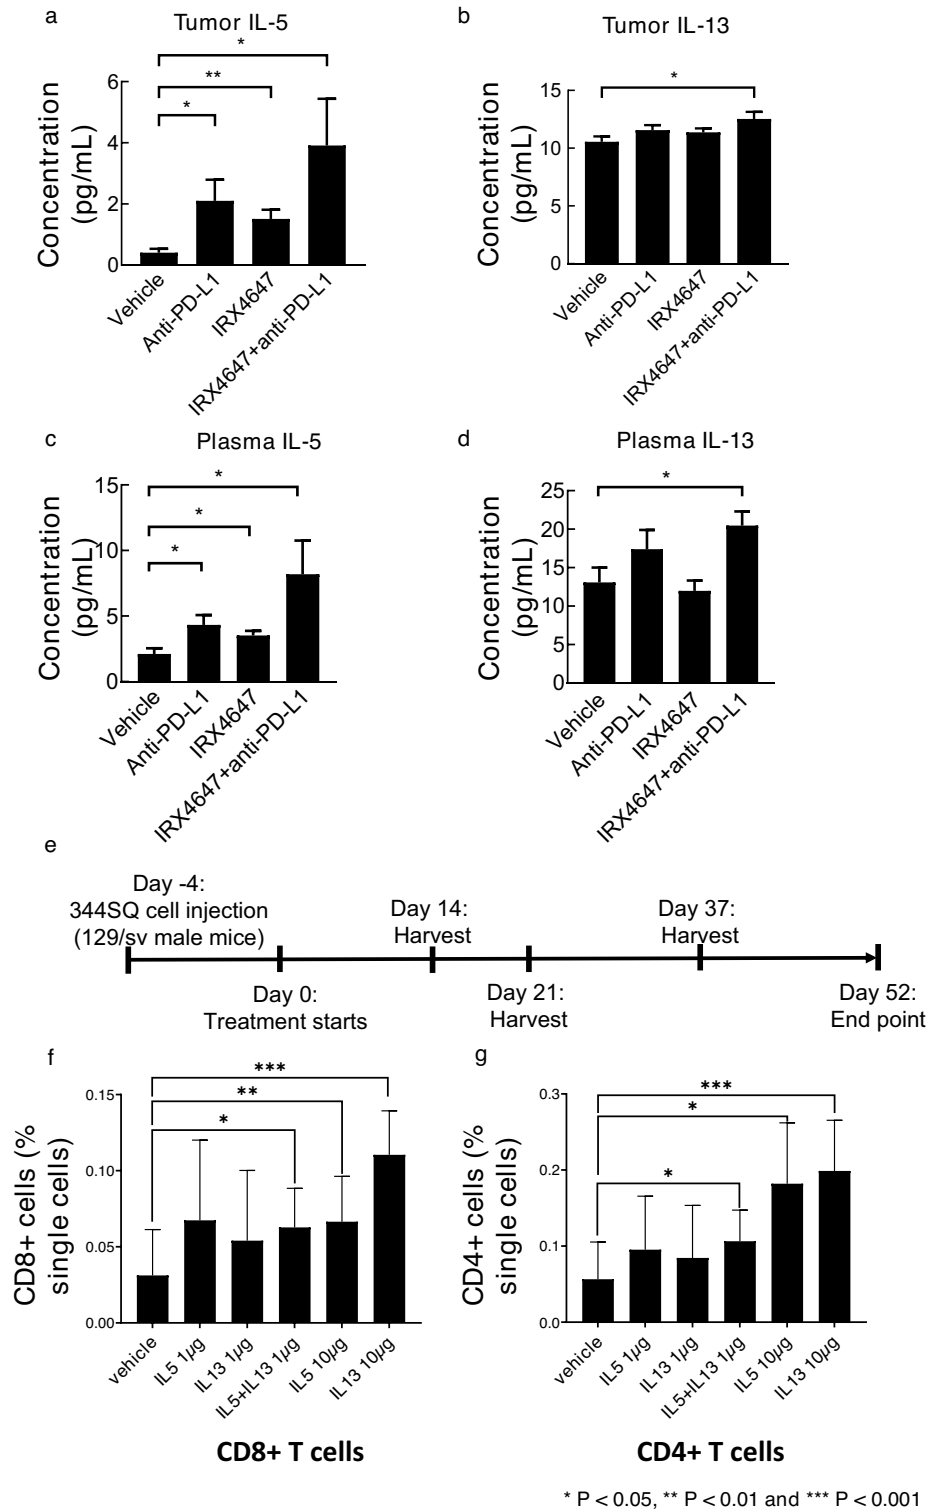 a
Tumor IL-5
*
**
*
Concentration
(pg/mL)
6
4
2
0
Vehicle
Anti-PD-L1
IRX4647
IRX4647+anti-PD-L1
b
Tumor IL-13
*
Concentration
(pg/mL)
15
10
5
0
Vehicle
Anti-PD-L1
IRX4647
IRX4647+anti-PD-L1
c
Plasma IL-5
*
*
*
Concentration
(pg/mL)
15
10
5
0
Vehicle
Anti-PD-L1
IRX4647
IRX4647+anti-PD-L1
d
Plasma IL-13
*
Concentration
(pg/mL)
25
20
15
10
5
0
Vehicle
Anti-PD-L1
IRX4647
IRX4647+anti-PD-L1
e
Day -4:
344SQ cell injection
(129/sv male mice)
Day 0:
Treatment starts
Day 14:
Harvest
Day 21:
Harvest
Day 37:
Harvest
Day 52:
End point
f
***
**
*
CD8+ cells (%
single cells)
0.15
0.10
0.05
0.00
vehicle
IL5 1µg
IL13 1µg
IL5+IL13 1µg
IL5 10µg
IL13 10µg
CD8+ T cells
g
***
*
*
CD4+ cells (%
single cells)
0.3
0.2
0.1
0.0
vehicle
IL5 1µg
IL13 1µg
IL5+IL13 1µg
IL5 10µg
IL13 10µg
CD4+ T cells
* P < 0.05, ** P < 0.01 and *** P < 0.001